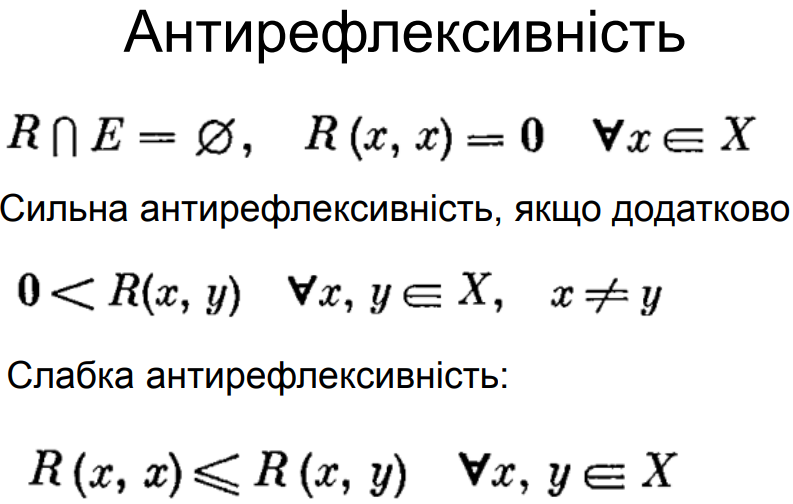 Антирефлексивність
R ∩ E = ∅, R (x, x) = 0 ∀x ∈ X
Сильна антирефлексивність, якщо додатково
0 < R(x, y) ∀x, y ∈ X, x ≠ y
Слабка антирефлексивність:
R (x, x) ⩽ R (x, y) ∀x, y ∈ X